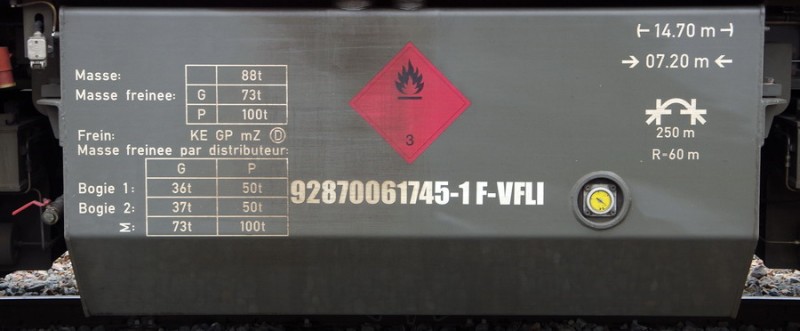 Masse: 88t
Masse freinee: G 73t
P 100t
Frein: KE GP mZ Ⓓ
Masse freinee par distributeur:
G P
Bogie 1: 36t 50t
Bogie 2: 37t 50t
Σ: 73t 100t
3
92870061745-1 F-VFLI
14.70 m
→ 07.20 m ←
250 m
R-60 m